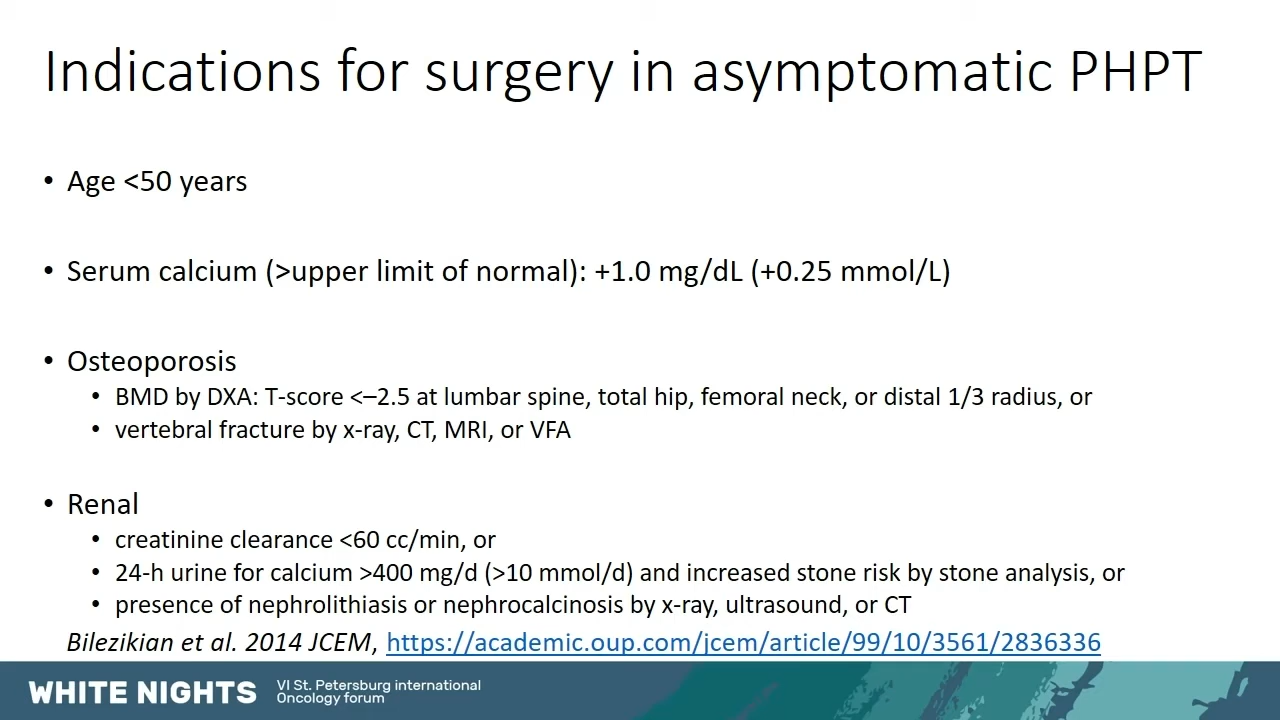 Indications for surgery in asymptomatic PHPT
• Age <50 years
• Serum calcium (>upper limit of normal): +1.0 mg/dL (+0.25 mmol/L)
• Osteoporosis
• BMD by DXA: T-score <–2.5 at lumbar spine, total hip, femoral neck, or distal 1/3 radius, or
• vertebral fracture by x-ray, CT, MRI, or VFA
• Renal
• creatinine clearance <60 cc/min, or
• 24-h urine for calcium >400 mg/d (>10 mmol/d) and increased stone risk by stone analysis, or
• presence of nephrolithiasis or nephrocalcinosis by x-ray, ultrasound, or CT
Bilezikian et al. 2014 JCEM, https://academic.oup.com/jcem/article/99/10/3561/2836336
WHITE NIGHTS
VI St. Petersburg international
Oncology forum